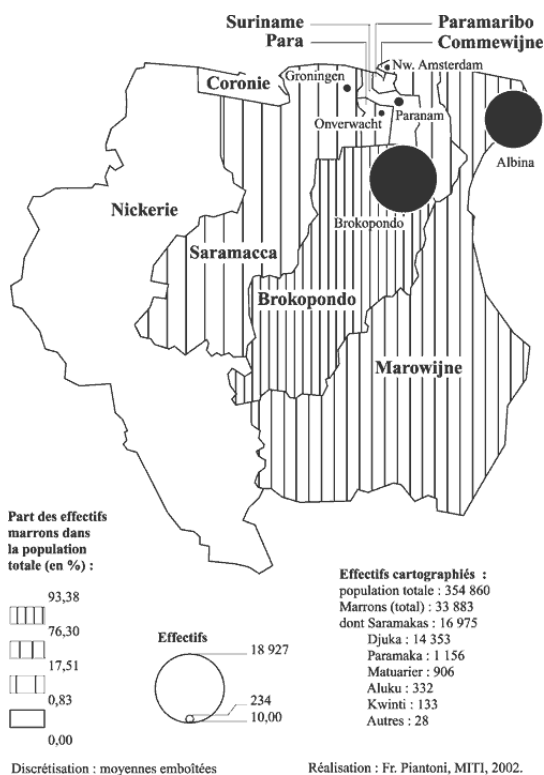 Suriname
Para
Paramaribo
Commewijne
Nw. Amsterdam
Coronie
Groningen
Onverwacht
Paranam
Albina
Nickerie
Brokopondo
Saramacca
Brokopondo
Marowijne
Part des effectifs
marrons dans
la population
totale (en %) :
93,38
76,30
17,51
0,83
0,00
Effectifs
18 927
234
10,00
Effectifs cartographiés :
population totale : 354 860
Marrons (total) : 33 883
dont Saramakas : 16 975
Djuka : 14 353
Paramaka : 1 156
Matuarier : 906
Aluku : 332
Kwinti : 133
Autres : 28
Discrétisation : moyennes emboîtées
Réalisation : Fr. Piantoni, MITI, 2002.